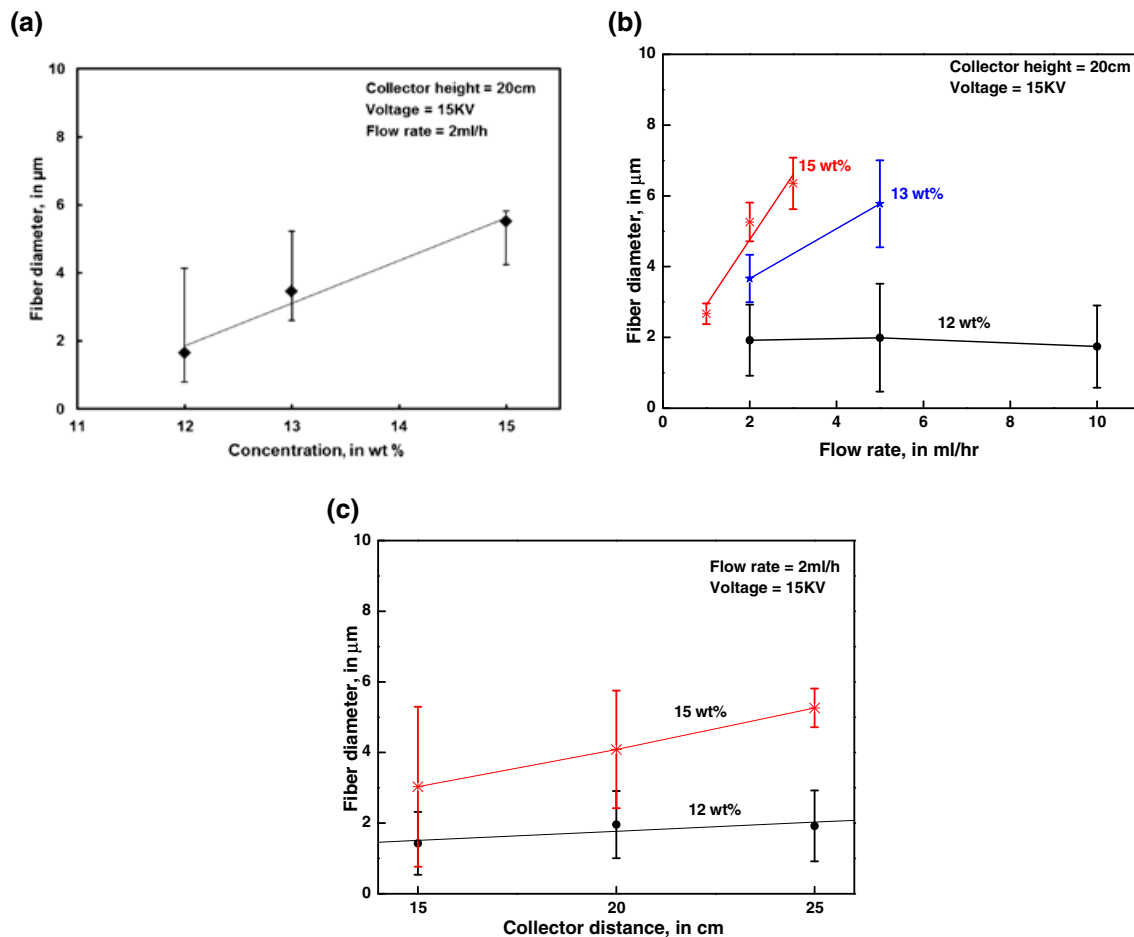 (a)
10
8
6
4
2
0
11
12
13
14
15
Fiber diameter, in μm
Concentration, in wt %
Collector height = 20cm
Voltage = 15KV
Flow rate = 2ml/h
(b)
10
8
6
4
2
0
0
2
4
6
8
10
Fiber diameter, in μm
Flow rate, in ml/hr
Collector height = 20cm
Voltage = 15KV
15 wt%
13 wt%
12 wt%
(c)
10
8
6
4
2
0
15
20
25
Fiber diameter, in μm
Collector distance, in cm
Flow rate = 2ml/h
Voltage = 15KV
15 wt%
12 wt%